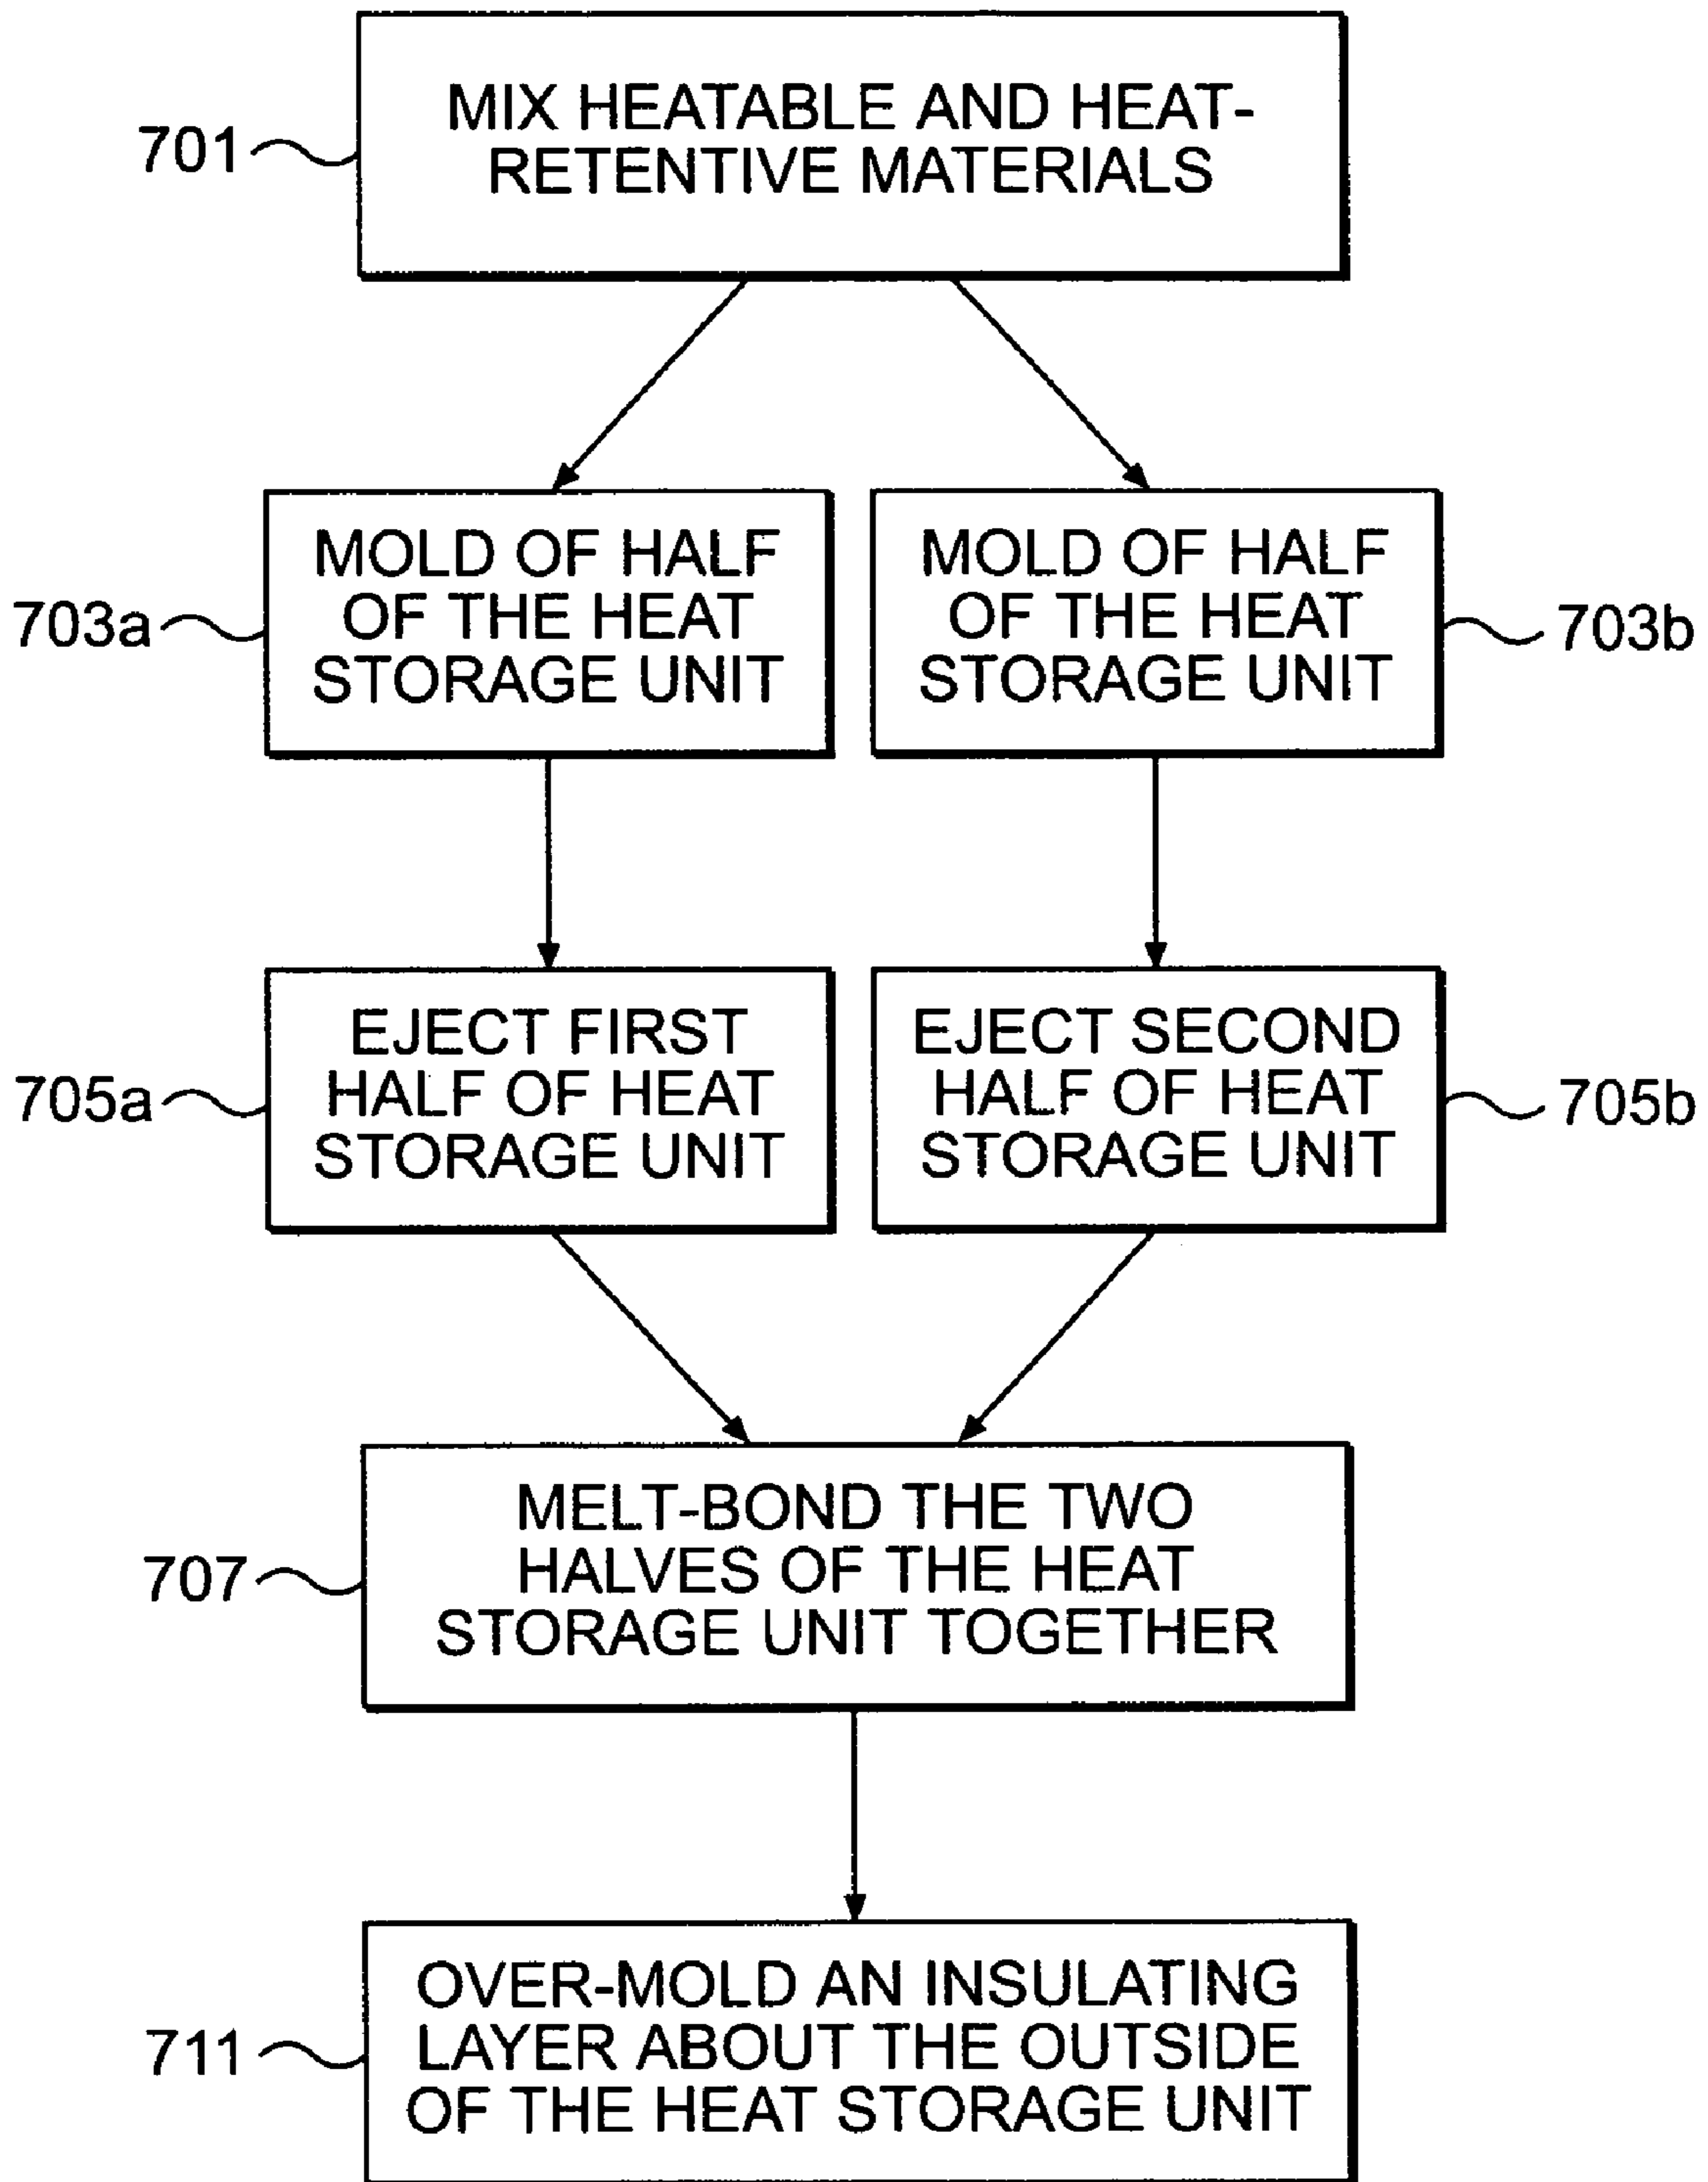 MIX HEATABLE AND HEAT-
RETENTIVE MATERIALS
701
MOLD OF HALF
OF THE HEAT
STORAGE UNIT
703a
MOLD OF HALF
OF THE HEAT
STORAGE UNIT
703b
EJECT FIRST
HALF OF HEAT
STORAGE UNIT
705a
EJECT SECOND
HALF OF HEAT
STORAGE UNIT
705b
MELT-BOND THE TWO
HALVES OF THE HEAT
STORAGE UNIT TOGETHER
707
OVER-MOLD AN INSULATING
LAYER ABOUT THE OUTSIDE
OF THE HEAT STORAGE UNIT
711